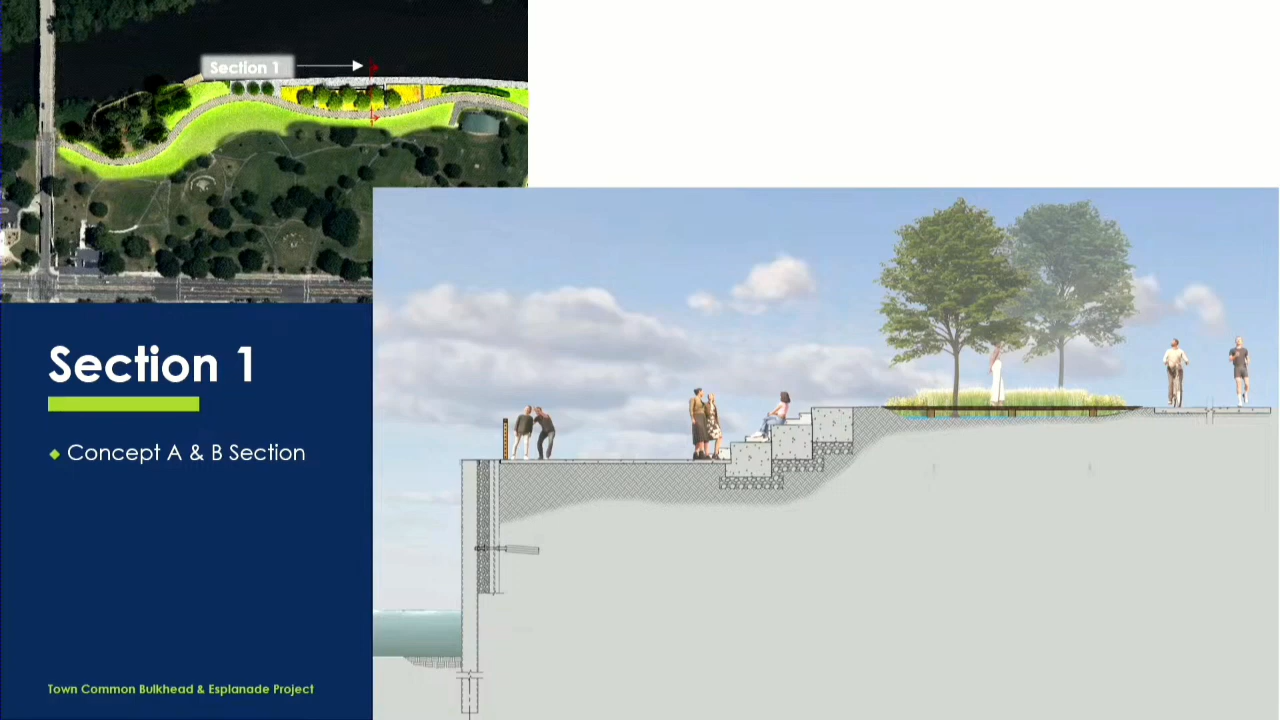 Section 1
Section 1
Concept A & B Section
Town Common Bulkhead & Esplanade Project